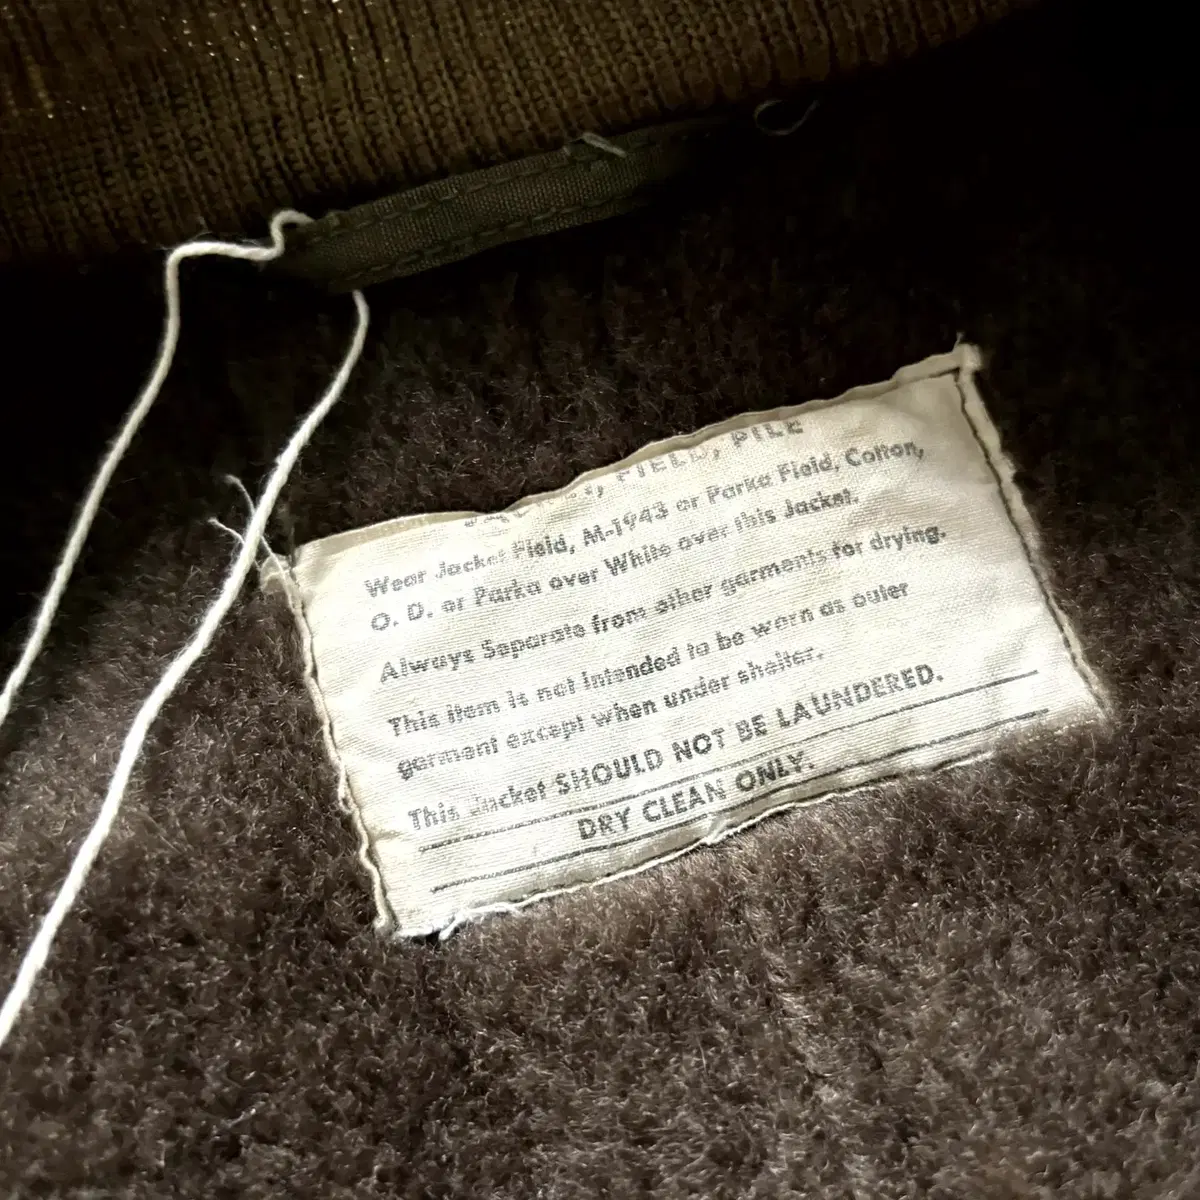 JACKET, FIELD, PILE
Wear Jacket Field, M-1943 or Parka Field, Cotton,
O. D. or Parka over White over this Jacket.
Always Separate from other garments for drying.
This item is not intended to be worn as outer
garment except when under shelter.
This Jacket SHOULD NOT BE LAUNDERED.
DRY CLEAN ONLY.